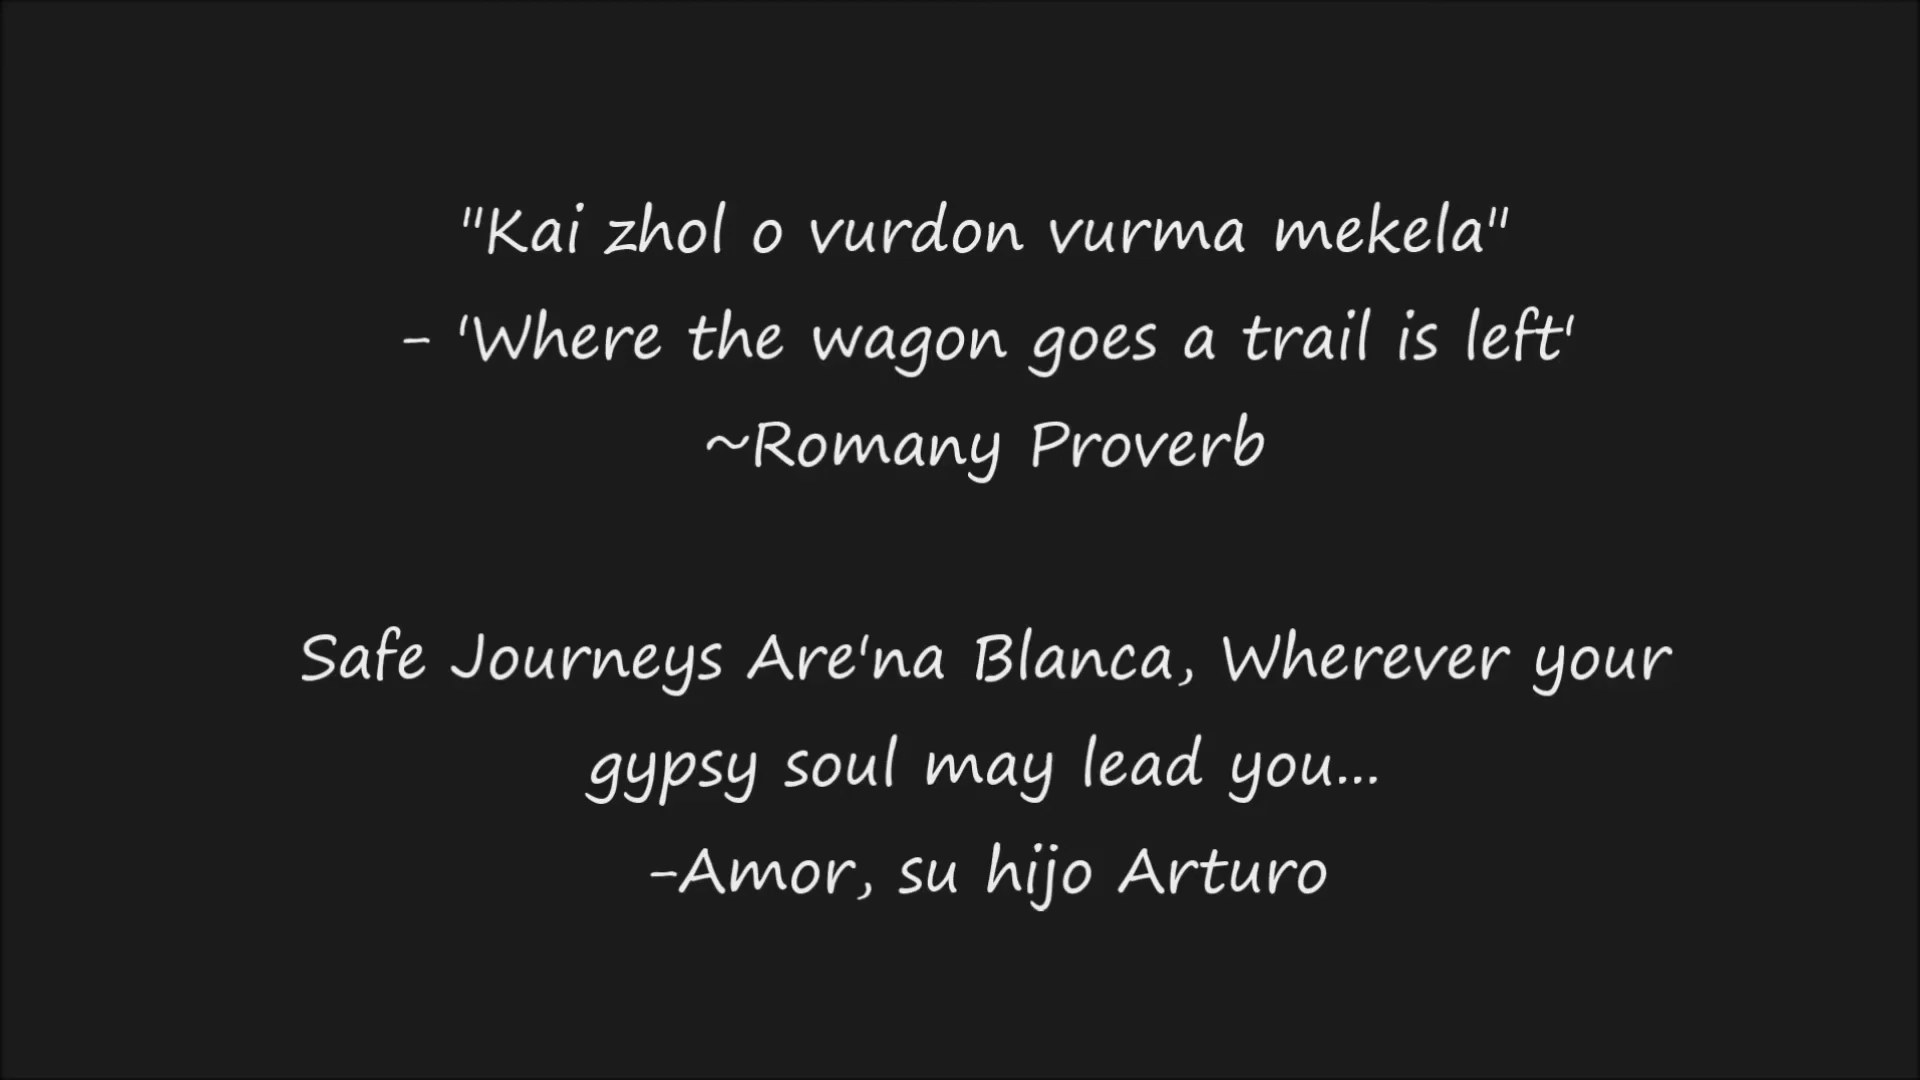 "Kai zhol o vurdon vurma mekela"
- 'Where the wagon goes a trail is left'
~Romany Proverb
Safe Journeys Are'na Blanca, Wherever your
gypsy soul may lead you...
-Amor, su hijo Arturo